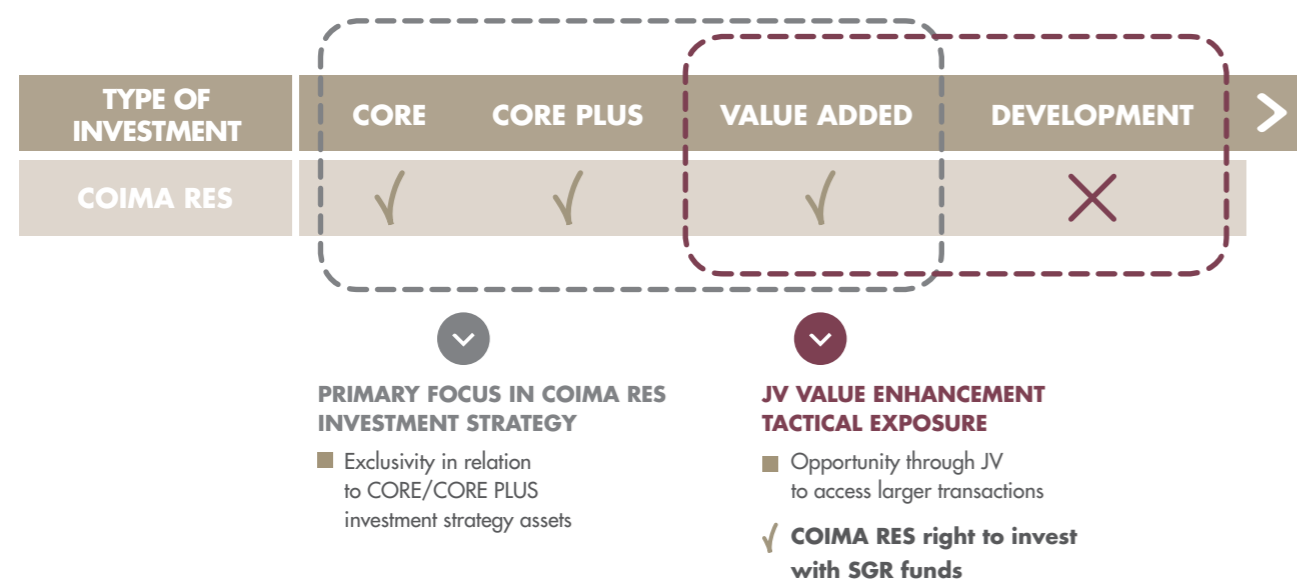 TYPE OF
INVESTMENT
CORE
CORE PLUS
VALUE ADDED
DEVELOPMENT
COIMA RES
PRIMARY FOCUS IN COIMA RES
INVESTMENT STRATEGY
Exclusivity in relation
to CORE/CORE PLUS
investment strategy assets
JV VALUE ENHANCEMENT
TACTICAL EXPOSURE
Opportunity through JV
to access larger transactions
COIMA RES right to invest
with SGR funds